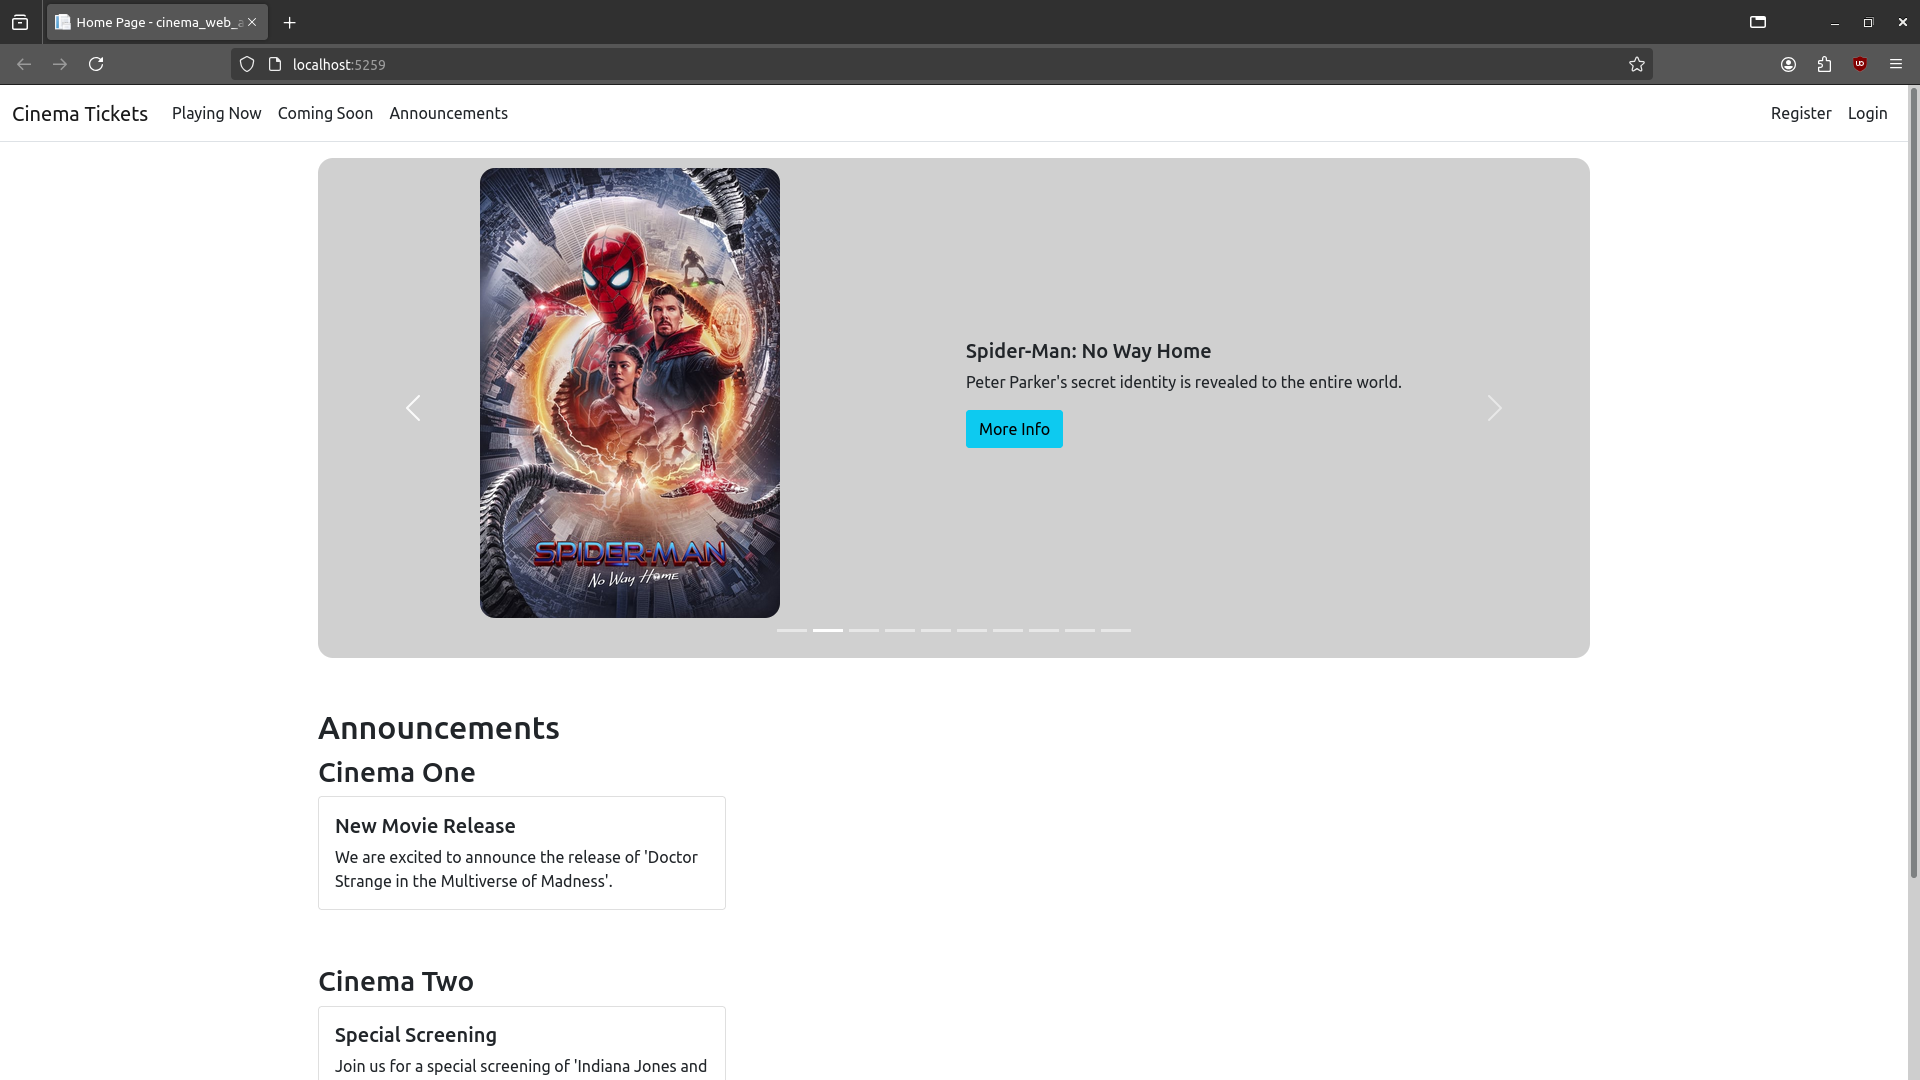 Home Page - cinema_web_a
localhost:5259
Cinema Tickets Playing Now Coming Soon Announcements Register Login
SPIDER-MAN
No Way Home
Spider-Man: No Way Home
Peter Parker's secret identity is revealed to the entire world.
More Info
Announcements
Cinema One
New Movie Release
We are excited to announce the release of 'Doctor
Strange in the Multiverse of Madness'.
Cinema Two
Special Screening
Join us for a special screening of 'Indiana Jones and